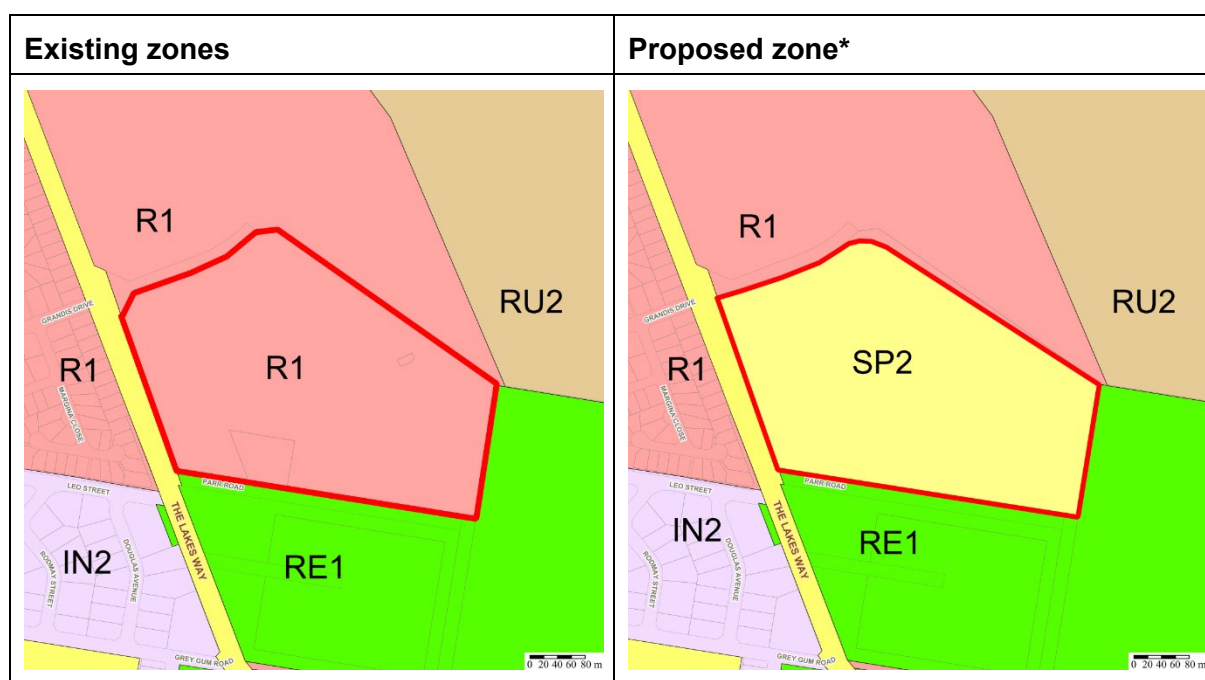 Existing zones
Proposed zone*
R1
RU2
GRANDIS DRIVE
R1
R1
MARGINA CLOSE
PARR ROAD
LEO STREET
THE LAKES WAY
IN2
DOUGLAS AVENUE
RODMAY STREET
RE1
GREY GUM ROAD
0 20 40 60 80 m
R1
RU2
GRANDIS DRIVE
R1
SP2
MARGINA CLOSE
PARR ROAD
LEO STREET
THE LAKES WAY
IN2
DOUGLAS AVENUE
RODMAY STREET
RE1
GREY GUM ROAD
0 20 40 60 80 m